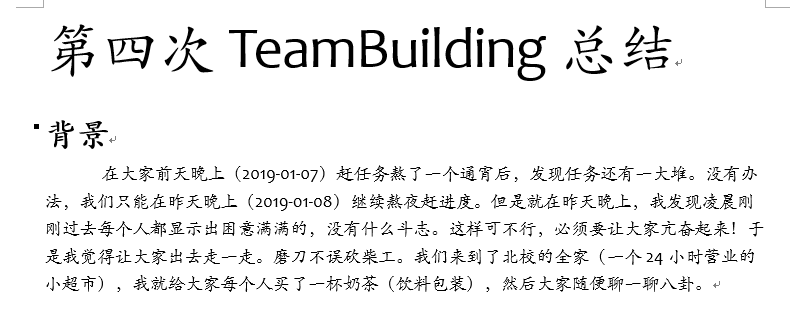 第四次 TeamBuilding 总结
背景
在大家前天晚上（2019-01-07）赶任务熬了一个通宵后，发现任务还有一大堆。没有办
法，我们只能在昨天晚上（2019-01-08）继续熬夜赶进度。但是就在昨天晚上，我发现凌晨刚
刚过去每个人都显示出困意满满的，没有什么斗志。这样可不行，必须要让大家亢奋起来！于
是我觉得让大家出去走一走。磨刀不误砍柴工。我们来到了北校的全家（一个 24 小时营业的
小超市），我就给大家每个人买了一杯奶茶（饮料包装），然后大家随便聊一聊八卦。